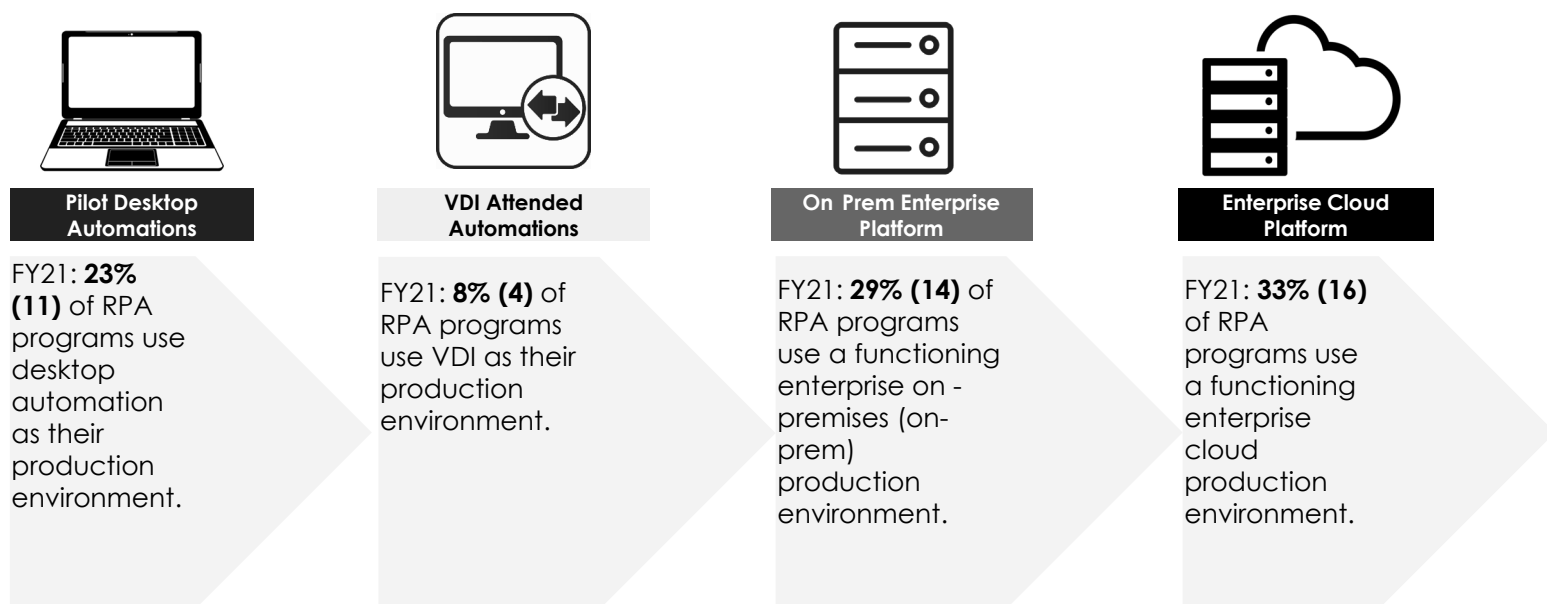 Pilot Desktop
Automations
FY21: 23%
(11) of RPA
programs use
desktop
automation
as their
production
environment.
VDI Attended
Automations
FY21: 8% (4) of
RPA programs
use VDI as their
production
environment.
On Prem Enterprise
Platform
FY21: 29% (14) of
RPA programs
use a functioning
enterprise on -
premises (on-
prem)
production
environment.
Enterprise Cloud
Platform
FY21: 33% (16)
of RPA
programs use
a functioning
enterprise
cloud
production
environment.